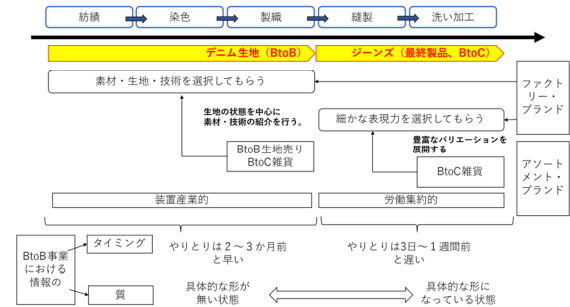 紡績
染色
製織
縫製
洗い加工
デニム生地（BtoB）
ジーンズ（最終製品、BtoC）
素材・生地・技術を選択してもらう
ファクト
リー・
ブランド
生地の状態を中心に
素材・技術の紹介を行う。
細かな表現力を選択してもらう
BtoB生地売り
BtoC雑貨
豊富なバリエーションを
展開する
BtoC雑貨
アソート
メント・
ブランド
装置産業的
労働集約的
BtoB事業
における
情報の
タイミング
やりとりは２～３か月前
と早い
やりとりは3日～１週間前
と遅い
質
具体的な形が
無い状態
具体的な形に
なっている状態